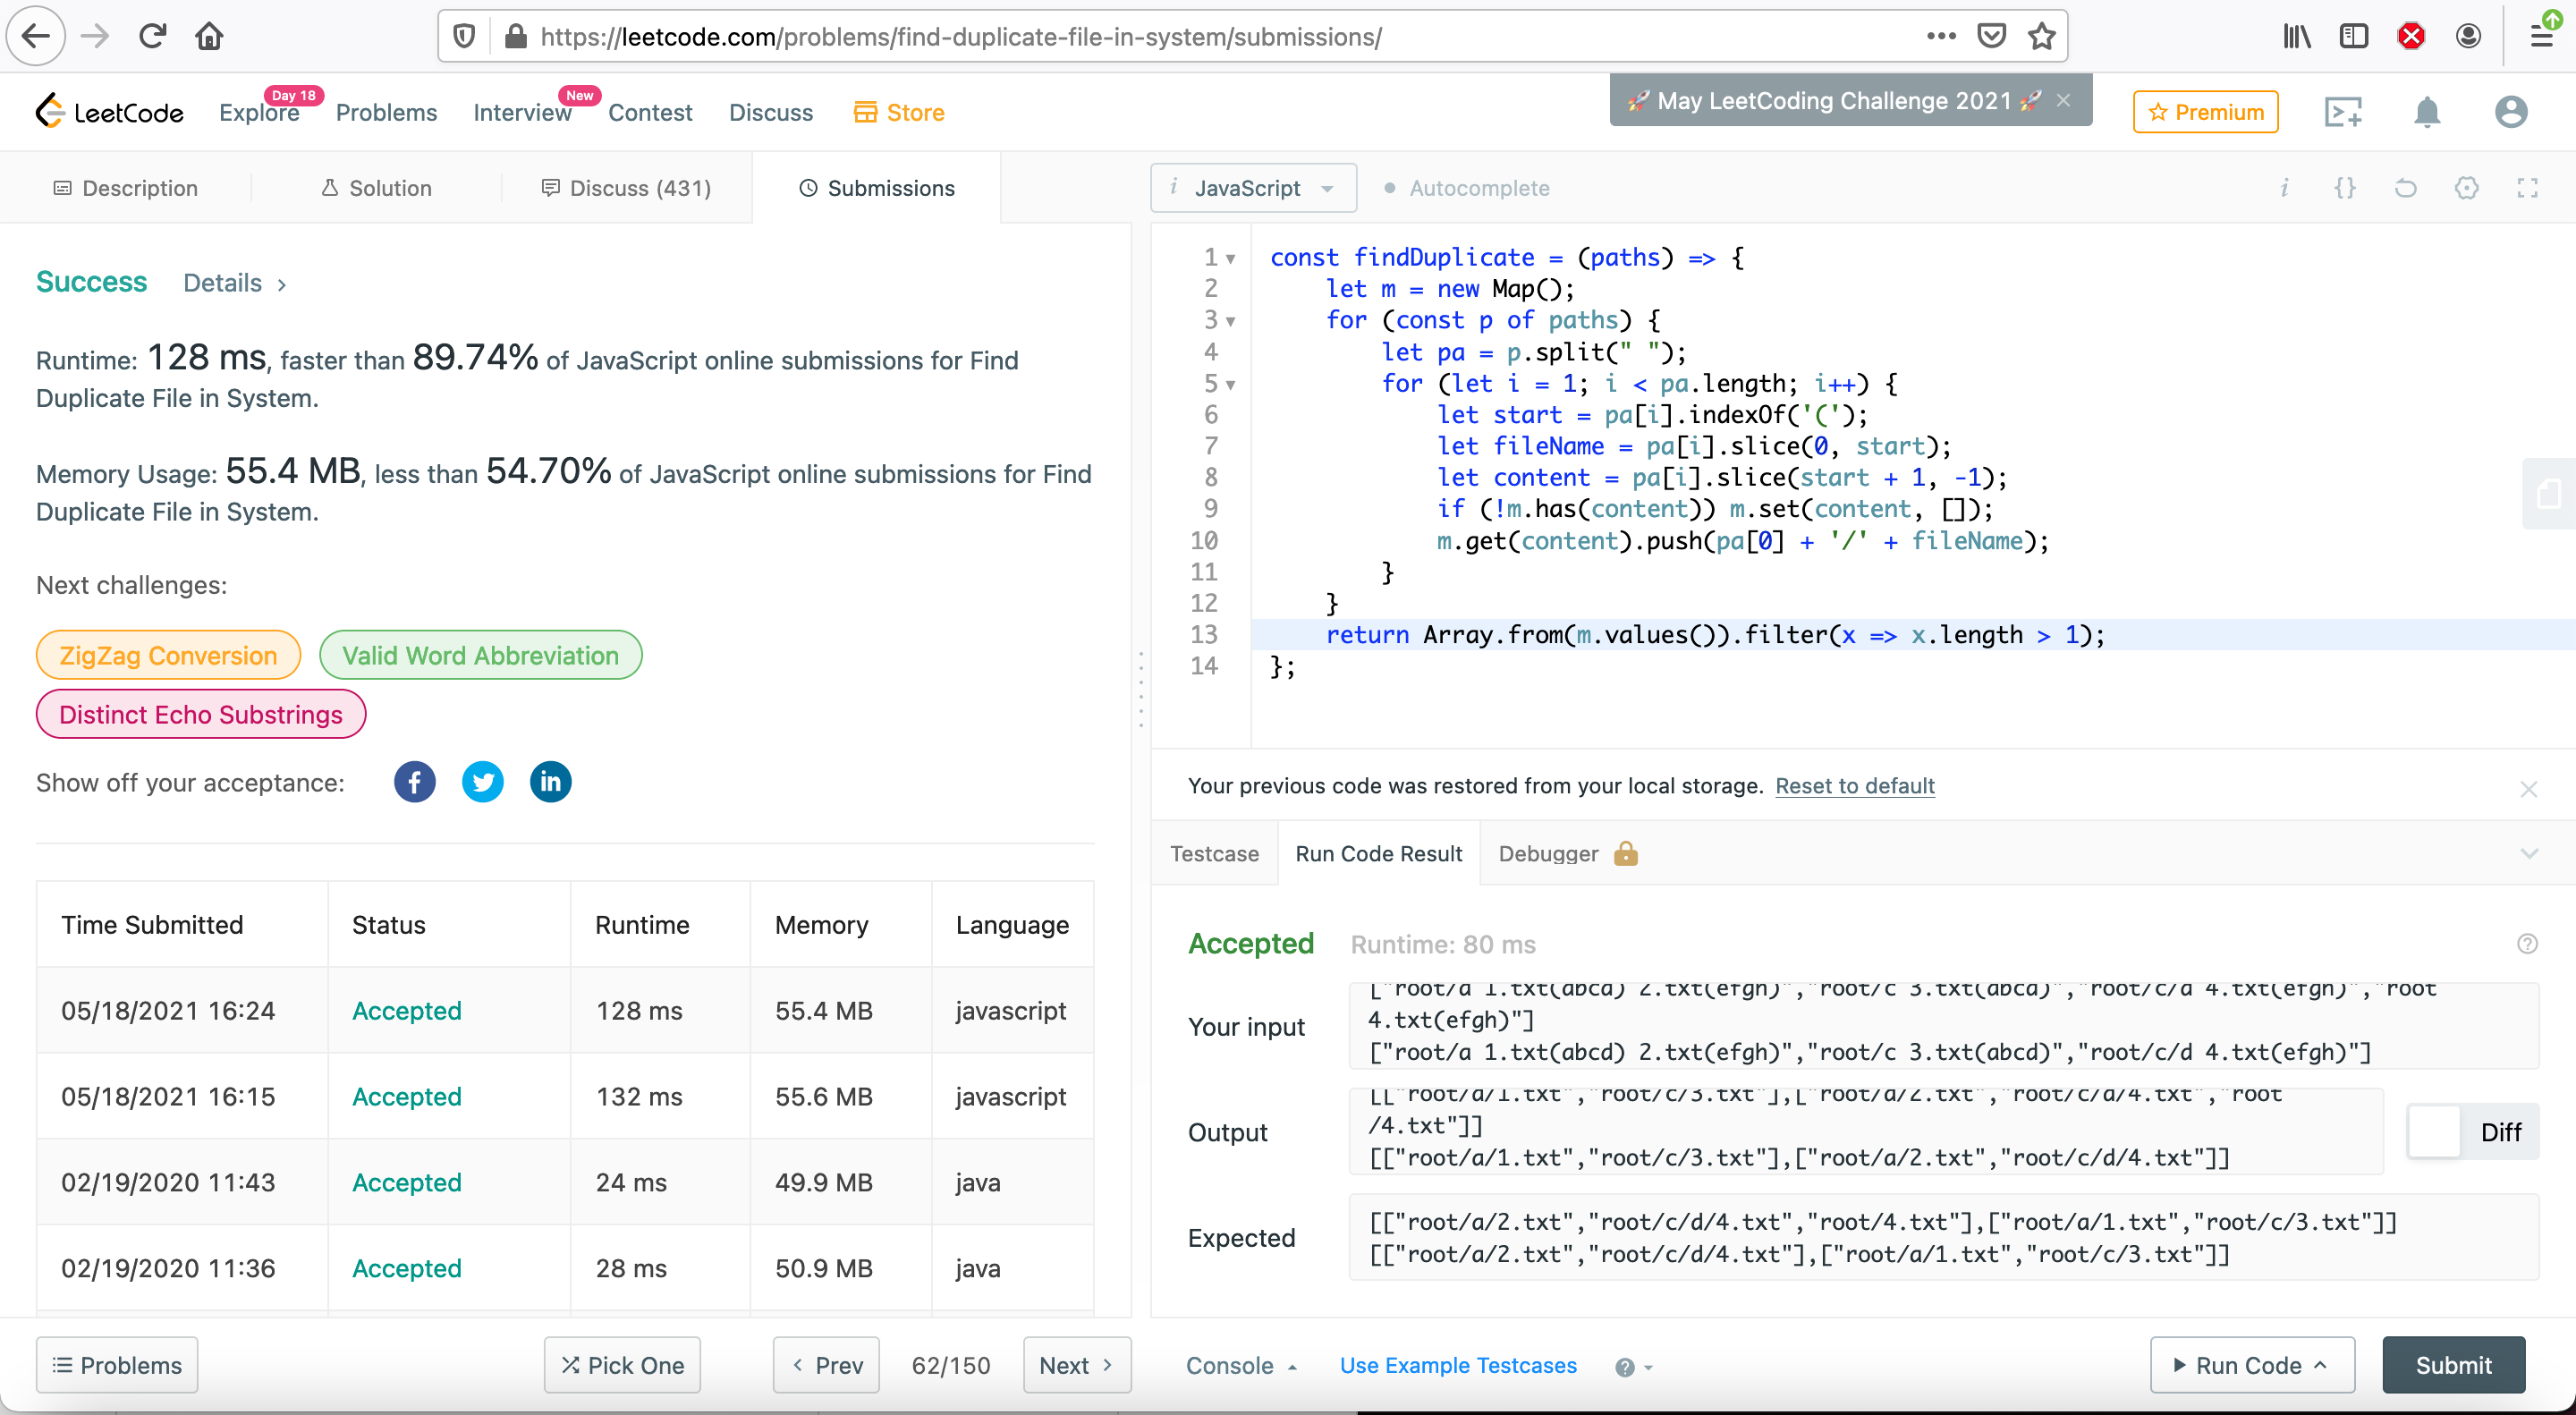 https://leetcode.com/problems/find-duplicate-file-in-system/submissions/
LeetCode
Explore
Day 18
Problems
Interview
New
Contest
Discuss
Store
🚀 May LeetCoding Challenge 2021 🚀 ×
Premium
Description
Solution
Discuss (431)
Submissions
Success
Details >
Runtime: 128 ms, faster than 89.74% of JavaScript online submissions for Find
Duplicate File in System.
Memory Usage: 55.4 MB, less than 54.70% of JavaScript online submissions for Find
Duplicate File in System.
Next challenges:
ZigZag Conversion
Valid Word Abbreviation
Distinct Echo Substrings
Show off your acceptance:
Time Submitted Status Runtime Memory Language
05/18/2021 16:24 Accepted 128 ms 55.4 MB javascript
05/18/2021 16:15 Accepted 132 ms 55.6 MB javascript
02/19/2020 11:43 Accepted 24 ms 49.9 MB java
02/19/2020 11:36 Accepted 28 ms 50.9 MB java
Problems
Pick One
< Prev
62/150
Next >
i JavaScript
Autocomplete
1 const findDuplicate = (paths) => {
2 let m = new Map();
3 for (const p of paths) {
4 let pa = p.split(" ");
5 for (let i = 1; i < pa.length; i++) {
6 let start = pa[i].indexOf('(');
7 let fileName = pa[i].slice(0, start);
8 let content = pa[i].slice(start + 1, -1);
9 if (!m.has(content)) m.set(content, []);
10 m.get(content).push(pa[0] + '/' + fileName);
11 }
12 }
13 return Array.from(m.values()).filter(x => x.length > 1);
14 };
Your previous code was restored from your local storage. Reset to default
Testcase
Run Code Result
Debugger
Accepted Runtime: 80 ms
Your input
["root/a 1.txt(abcd) 2.txt(efgh)","root/c 3.txt(abcd)","root/c/d 4.txt(efgh)","root
4.txt(efgh)"]
["root/a 1.txt(abcd) 2.txt(efgh)","root/c 3.txt(abcd)","root/c/d 4.txt(efgh)"]
Output
[["root/a/1.txt","root/c/3.txt"],["root/a/2.txt","root/c/d/4.txt","root
/4.txt"]]
[["root/a/1.txt","root/c/3.txt"],["root/a/2.txt","root/c/d/4.txt"]]
Diff
Expected
[["root/a/2.txt","root/c/d/4.txt","root/4.txt"],["root/a/1.txt","root/c/3.txt"]]
[["root/a/2.txt","root/c/d/4.txt"],["root/a/1.txt","root/c/3.txt"]]
Console
Use Example Testcases
Run Code
Submit